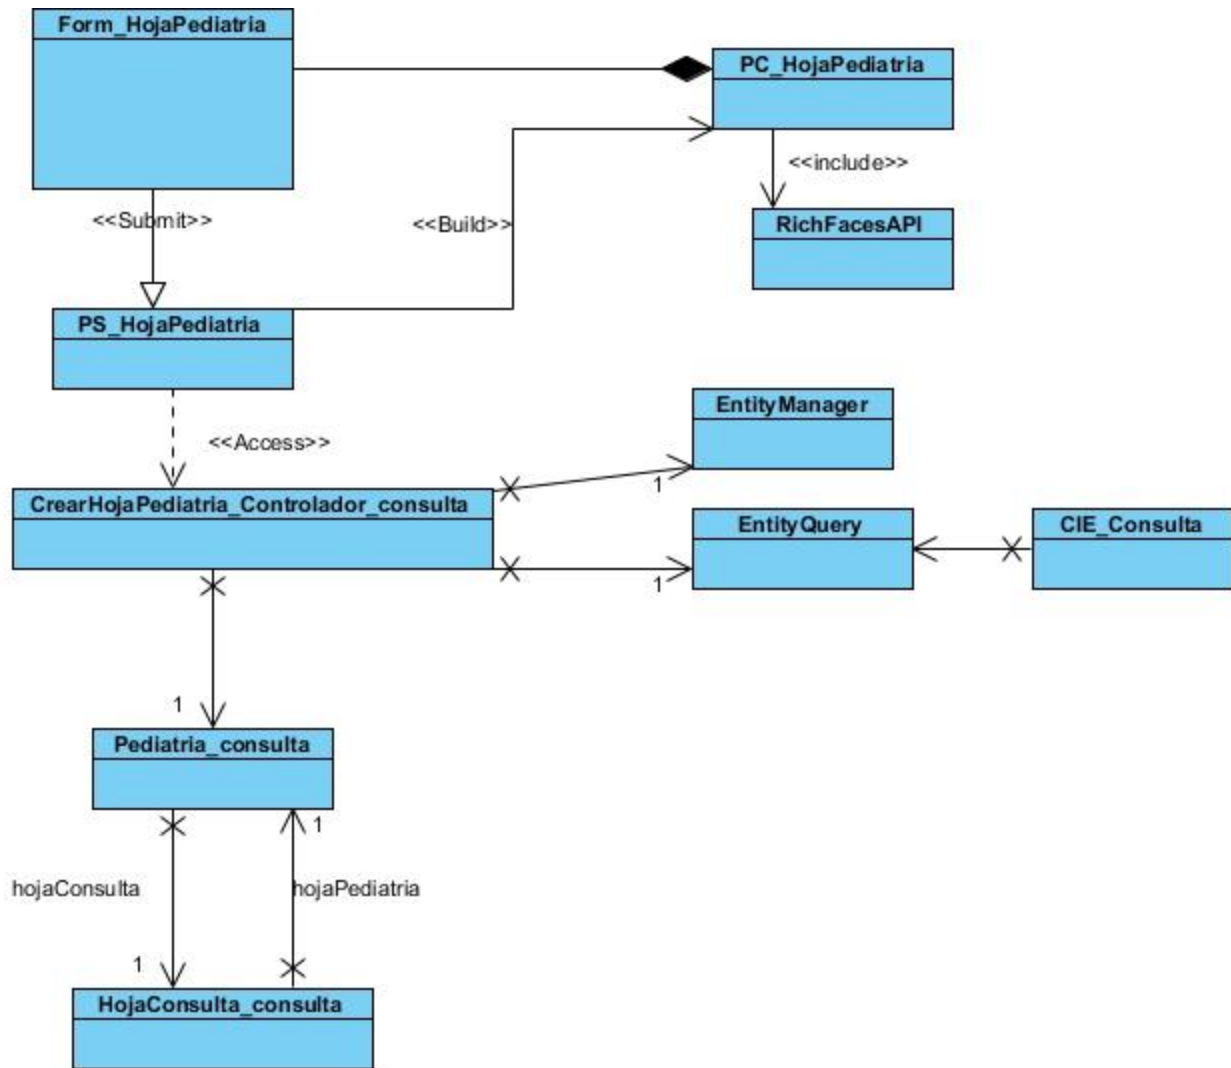 Form_HojaPediatria
PC_HojaPediatria
<<include>>
<<Submit>>
<<Build>>
RichFacesAPI
PS_HojaPediatria
EntityManager
<<Access>>
1
CrearHojaPediatria_Controlador_consulta
EntityQuery
CIE_Consulta
1
1
Pediatria_consulta
1
hojaConsulta
hojaPediatria
1
HojaConsulta_consulta